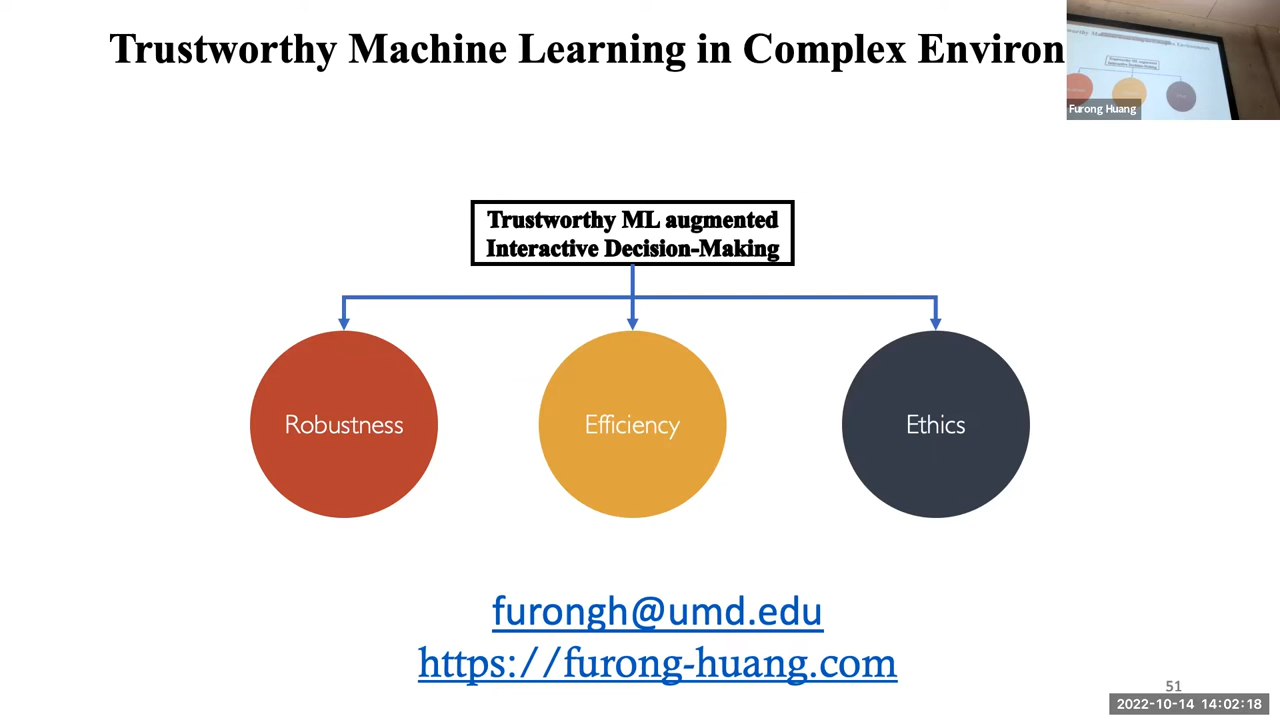 Trustworthy Machine Learning in Complex Environ
Furong Huang
Trustworthy ML augmented
Interactive Decision-Making
Robustness
Efficiency
Ethics
furongh@umd.edu
https://furong-huang.com
51
2022-10-14 14:02:18